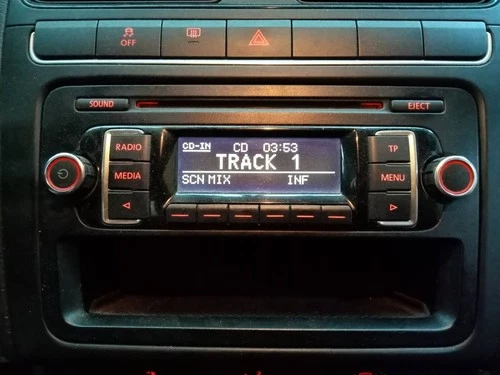 OFF
SOUND
EJECT
RADIO
CD-IN CD 03:53
TP
TRACK 1
MEDIA
SCN MIX INF
MENU